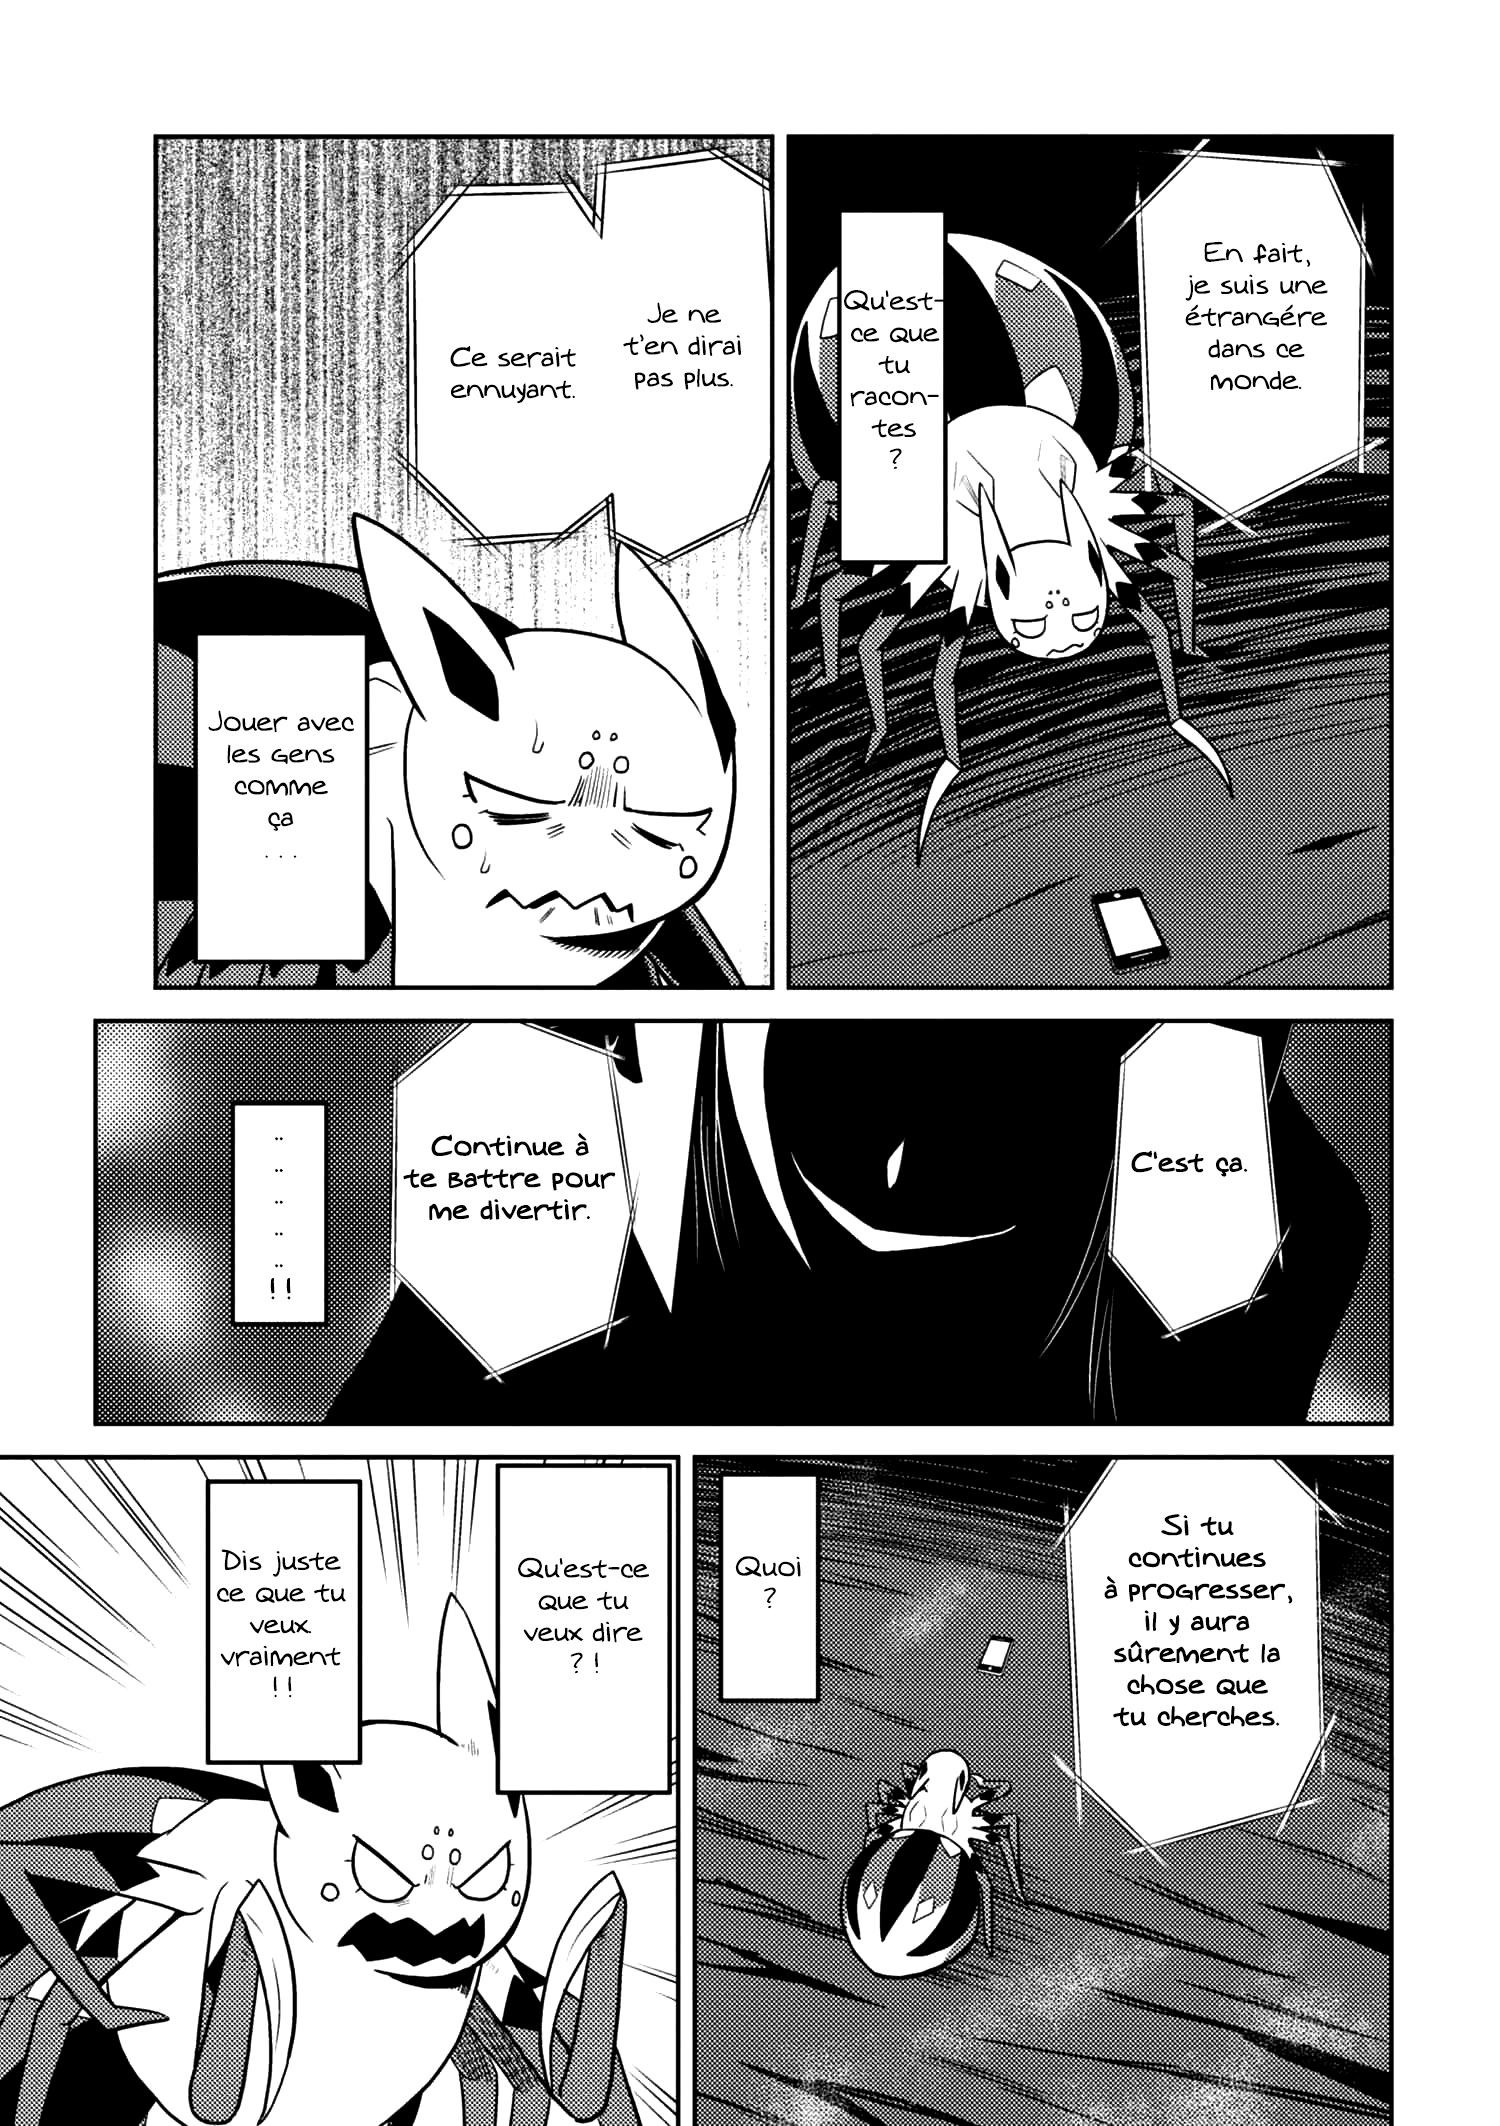 En fait,
je suis une
étrangére
dans ce
monde.
Qu'est-
ce que
tu
racon-
tes
?
Je ne
t'en dirai
pas plus.
Ce serait
ennuyant.
Jouer avec
les gens
comme
ça
...
C'est ça.
Continue à
te battre pour
me divertir.
..
..
..
..
..
!!
Si tu
continues
à progresser,
il y aura
sûrement la
chose que
tu cherches.
Quoi
?
Qu'est-ce
que tu
veux dire
?!
Dis juste
ce que tu
veux
vraiment
!!